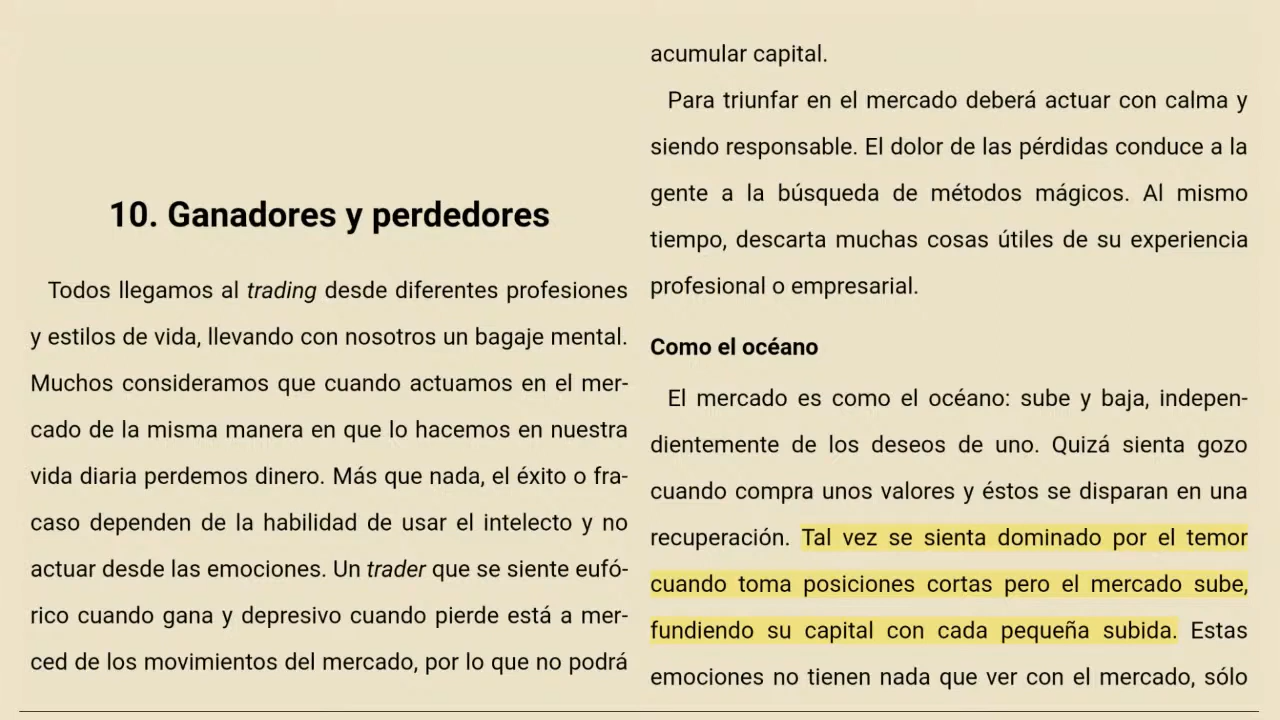 10. Ganadores y perdedores
Todos llegamos al trading desde diferentes profesiones
y estilos de vida, llevando con nosotros un bagaje mental.
Muchos consideramos que cuando actuamos en el mer-
cado de la misma manera en que lo hacemos en nuestra
vida diaria perdemos dinero. Más que nada, el éxito o fra-
caso dependen de la habilidad de usar el intelecto y no
actuar desde las emociones. Un trader que se siente eufó-
rico cuando gana y depresivo cuando pierde está a mer-
ced de los movimientos del mercado, por lo que no podrá
acumular capital.
Para triunfar en el mercado deberá actuar con calma y
siendo responsable. El dolor de las pérdidas conduce a la
gente a la búsqueda de métodos mágicos. Al mismo
tiempo, descarta muchas cosas útiles de su experiencia
profesional o empresarial.
Como el océano
El mercado es como el océano: sube y baja, indepen-
dientemente de los deseos de uno. Quizá sienta gozo
cuando compra unos valores y éstos se disparan en una
recuperación. Tal vez se sienta dominado por el temor
cuando toma posiciones cortas pero el mercado sube,
fundiendo su capital con cada pequeña subida. Estas
emociones no tienen nada que ver con el mercado, sólo